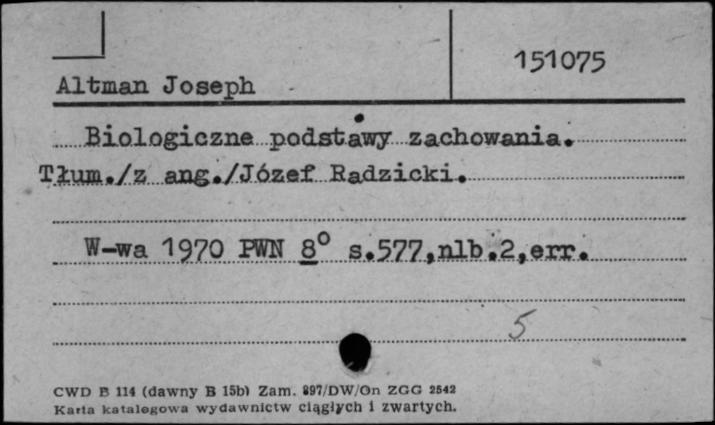 151075
Altman Joseph
Biologiczne podstawy zachowania.
Tłum./z ang./Józef Radzicki.
W-wa 1970 PWN 8° s.577,nlb.2,err.
5
CWD B 114 (dawny B 15b) Zam. 897/DW/On ZGG 2542
Karta katalogowa wydawnictw ciągłych i zwartych.